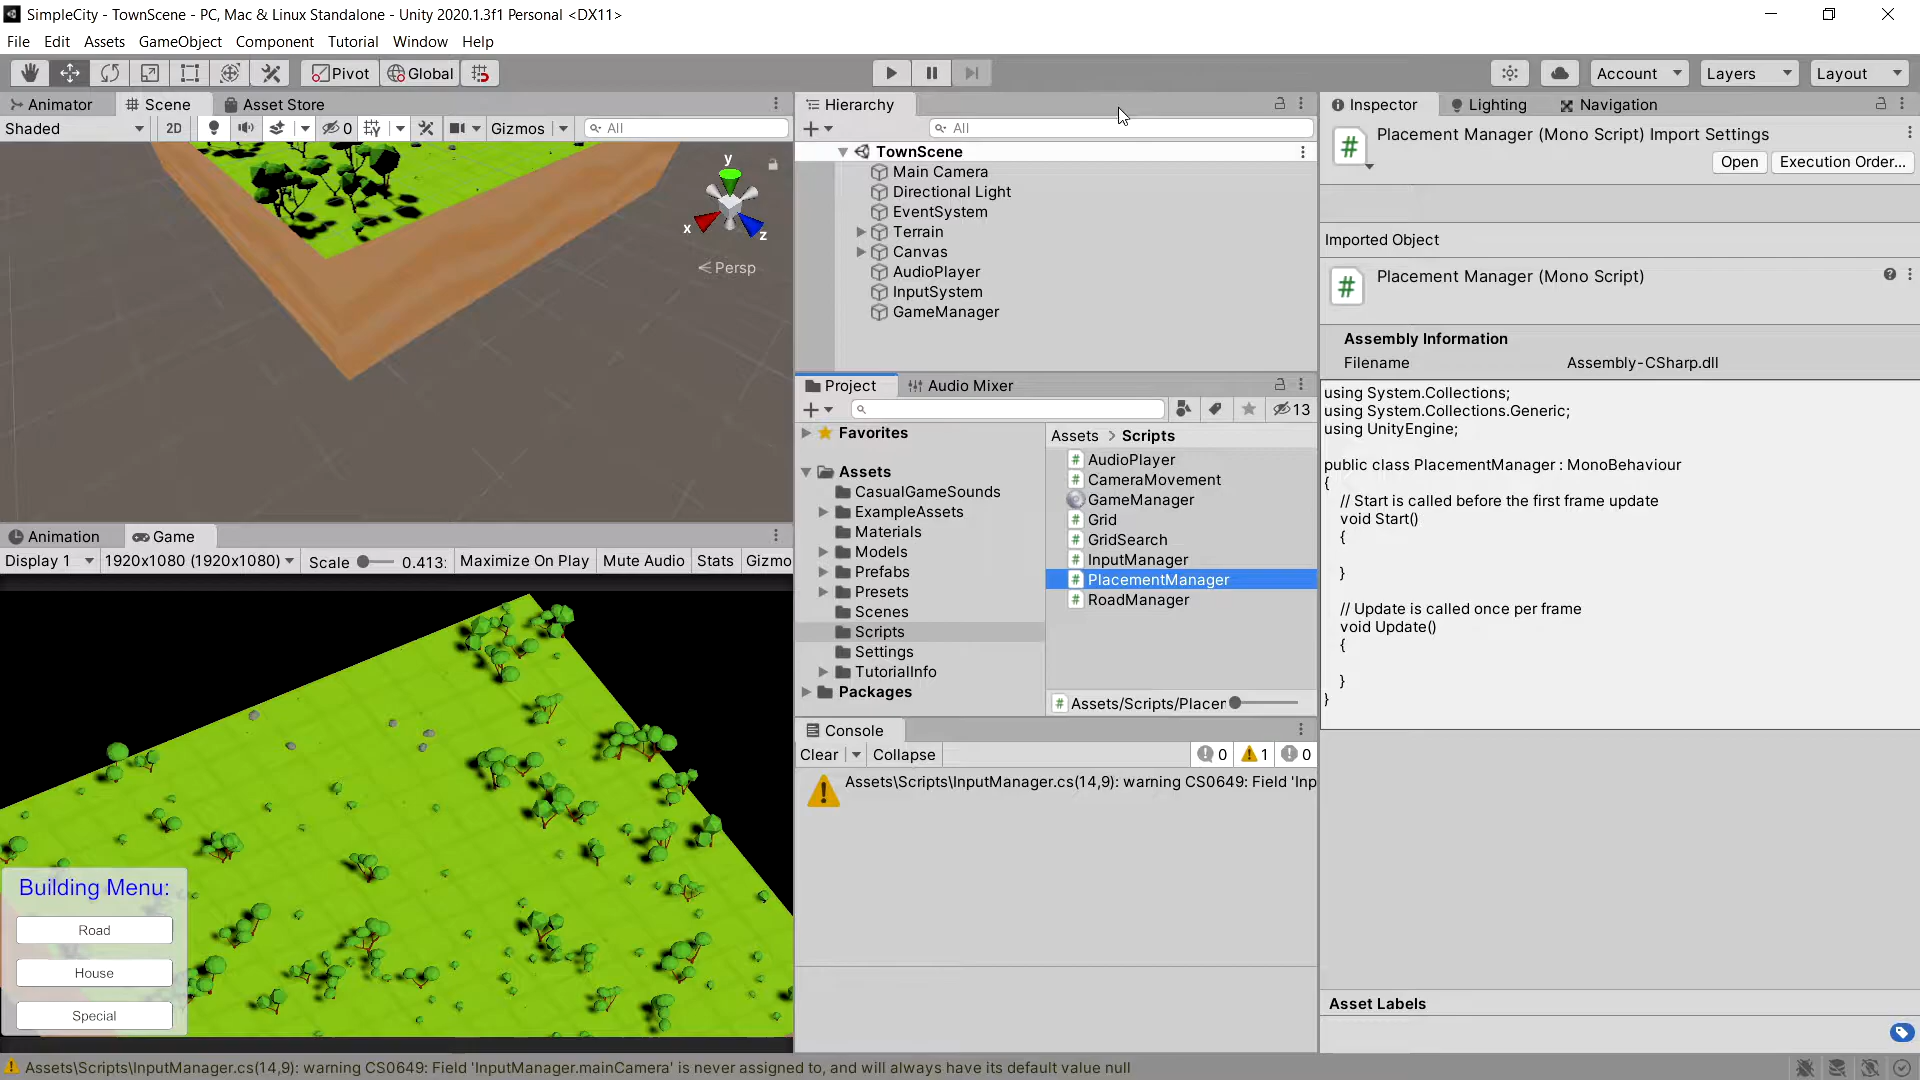 SimpleCity - TownScene - PC, Mac & Linux Standalone - Unity 2020.1.3f1 Personal <DX11>
File Edit Assets GameObject Component Tutorial Window Help
Pivot Global Account Layers Layout
Animator Scene Asset Store
Shaded 2D 0 Gizmos All
y
x
z
Persp
Hierarchy
All
TownScene
Main Camera
Directional Light
EventSystem
Terrain
Canvas
AudioPlayer
InputSystem
GameManager
Project Audio Mixer
13
Favorites
Assets
CasualGameSounds
ExampleAssets
Materials
Models
Prefabs
Presets
Scenes
Scripts
Settings
TutorialInfo
Packages
Assets > Scripts
AudioPlayer
CameraMovement
GameManager
Grid
GridSearch
InputManager
PlacementManager
RoadManager
Assets/Scripts/Placer
Console
Clear Collapse 0 1 0
Assets\Scripts\InputManager.cs(14,9): warning CS0649: Field 'Inp
Animation Game
Display 1 1920x1080 (1920x1080) Scale 0.413: Maximize On Play Mute Audio Stats Gizmo
Building Menu:
Road
House
Special
Inspector Lighting Navigation
Placement Manager (Mono Script) Import Settings
Open Execution Order...
Imported Object
Placement Manager (Mono Script)
Assembly Information
Filename Assembly-CSharp.dll
using System.Collections;
using System.Collections.Generic;
using UnityEngine;
public class PlacementManager : MonoBehaviour
{
// Start is called before the first frame update
void Start()
{
}
// Update is called once per frame
void Update()
{
}
}
Asset Labels
Assets\Scripts\InputManager.cs(14,9): warning CS0649: Field 'InputManager.mainCamera' is never assigned to, and will always have its default value null